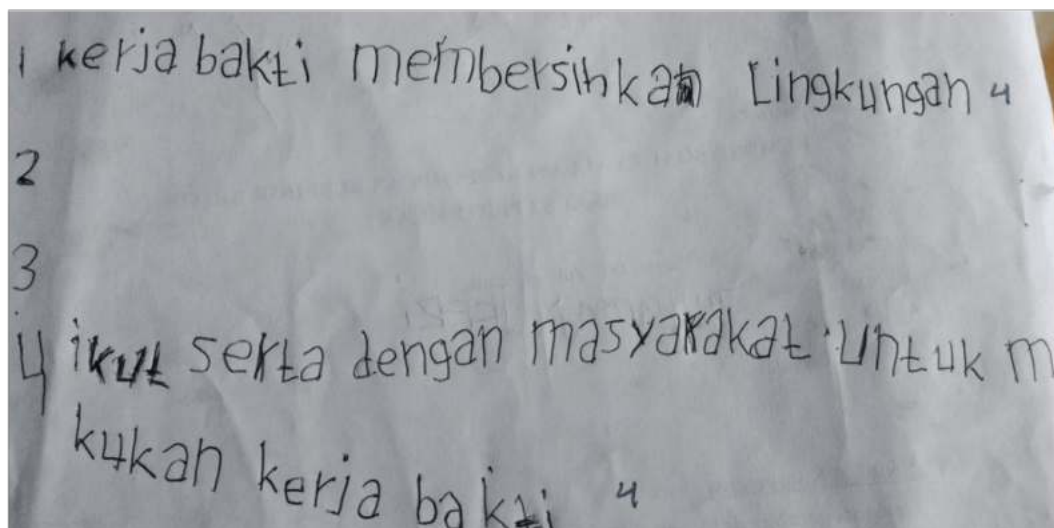 1 kerja bakti membersihkan Lingkungan 4
2
3
4 ikut serta dengan masyarakat untuk m
kukan kerja bakti 4